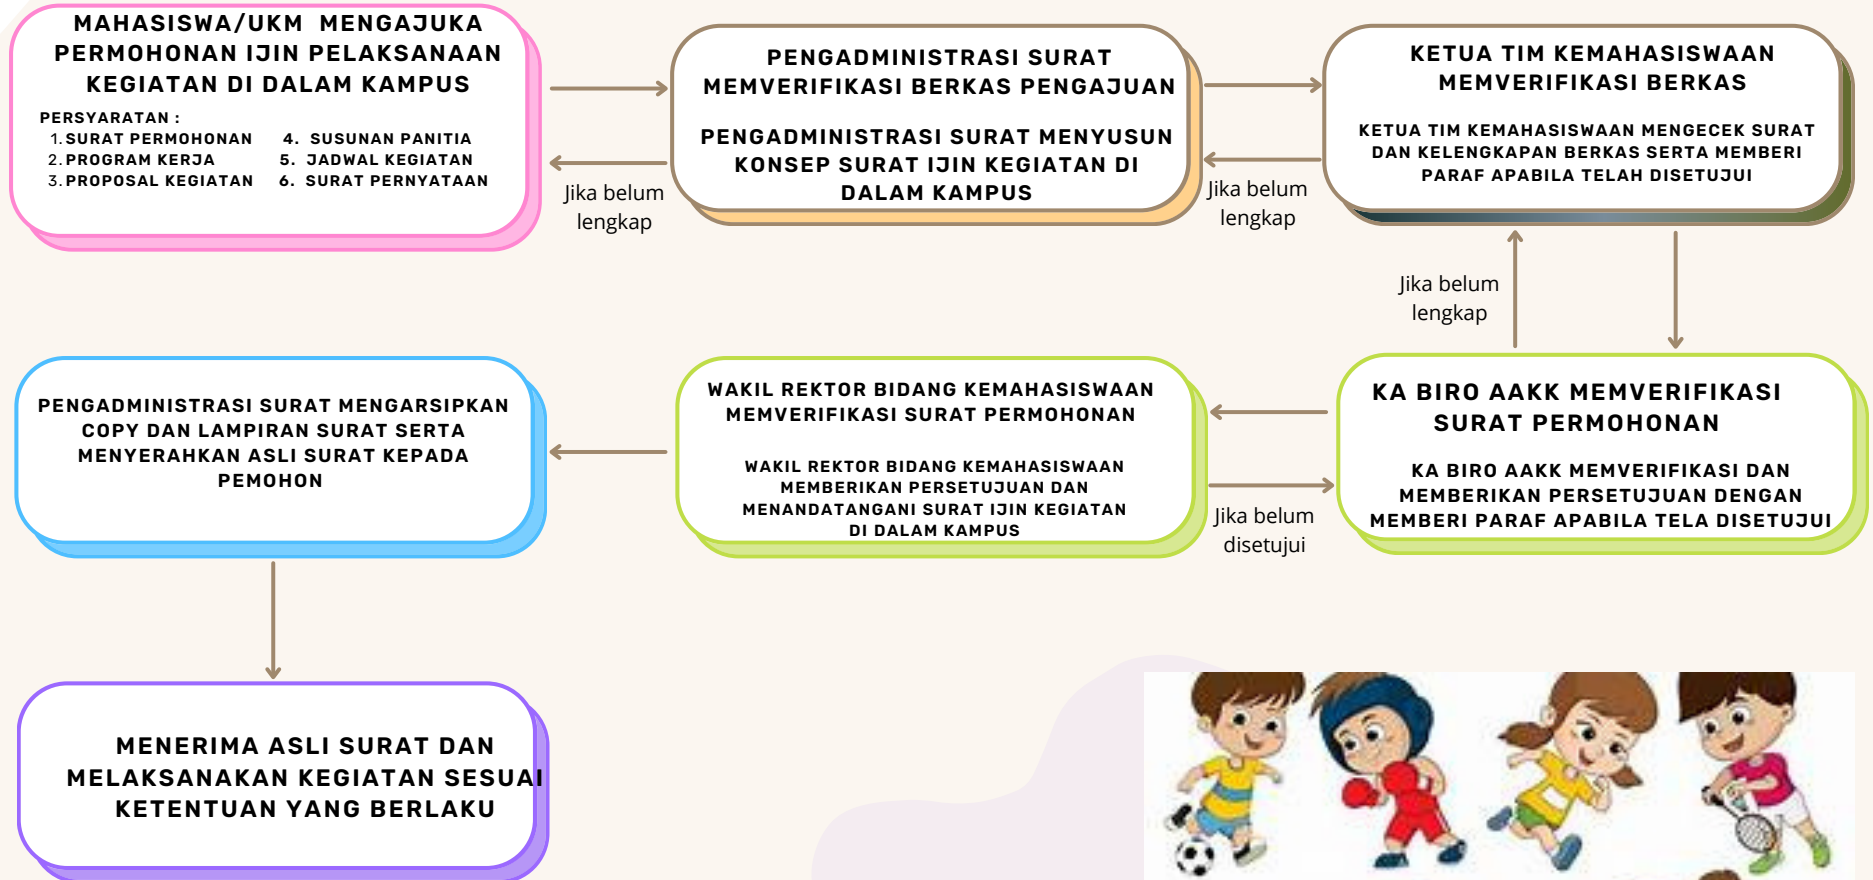 MAHASISWA/UKM MENGAJUKA
PERMOHONAN IJIN PELAKSANAAN
KEGIATAN DI DALAM KAMPUS
PERSYARATAN :
1. SURAT PERMOHONAN
2. PROGRAM KERJA
3. PROPOSAL KEGIATAN
4. SUSUNAN PANITIA
5. JADWAL KEGIATAN
6. SURAT PERNYATAAN
Jika belum
lengkap
PENGADMINISTRASI SURAT
MEMVERIFIKASI BERKAS PENGAJUAN
PENGADMINISTRASI SURAT MENYUSUN
KONSEP SURAT IJIN KEGIATAN DI
DALAM KAMPUS
Jika belum
lengkap
KETUA TIM KEMAHASISWAAN
MEMVERIFIKASI BERKAS
KETUA TIM KEMAHASISWAAN MENGECEK SURAT
DAN KELENGKAPAN BERKAS SERTA MEMBERI
PARAF APABILA TELAH DISETUJUI
Jika belum
lengkap
KA BIRO AAKK MEMVERIFIKASI
SURAT PERMOHONAN
KA BIRO AAKK MEMVERIFIKASI DAN
MEMBERIKAN PERSETUJUAN DENGAN
MEMBERI PARAF APABILA TELA DISETUJUI
Jika belum
disetujui
WAKIL REKTOR BIDANG KEMAHASISWAAN
MEMVERIFIKASI SURAT PERMOHONAN
WAKIL REKTOR BIDANG KEMAHASISWAAN
MEMBERIKAN PERSETUJUAN DAN
MENANDATANGANI SURAT IJIN KEGIATAN
DI DALAM KAMPUS
PENGADMINISTRASI SURAT MENGARSIPKAN
COPY DAN LAMPIRAN SURAT SERTA
MENYERAHKAN ASLI SURAT KEPADA
PEMOHON
MENERIMA ASLI SURAT DAN
MELAKSANAKAN KEGIATAN SESUAI
KETENTUAN YANG BERLAKU